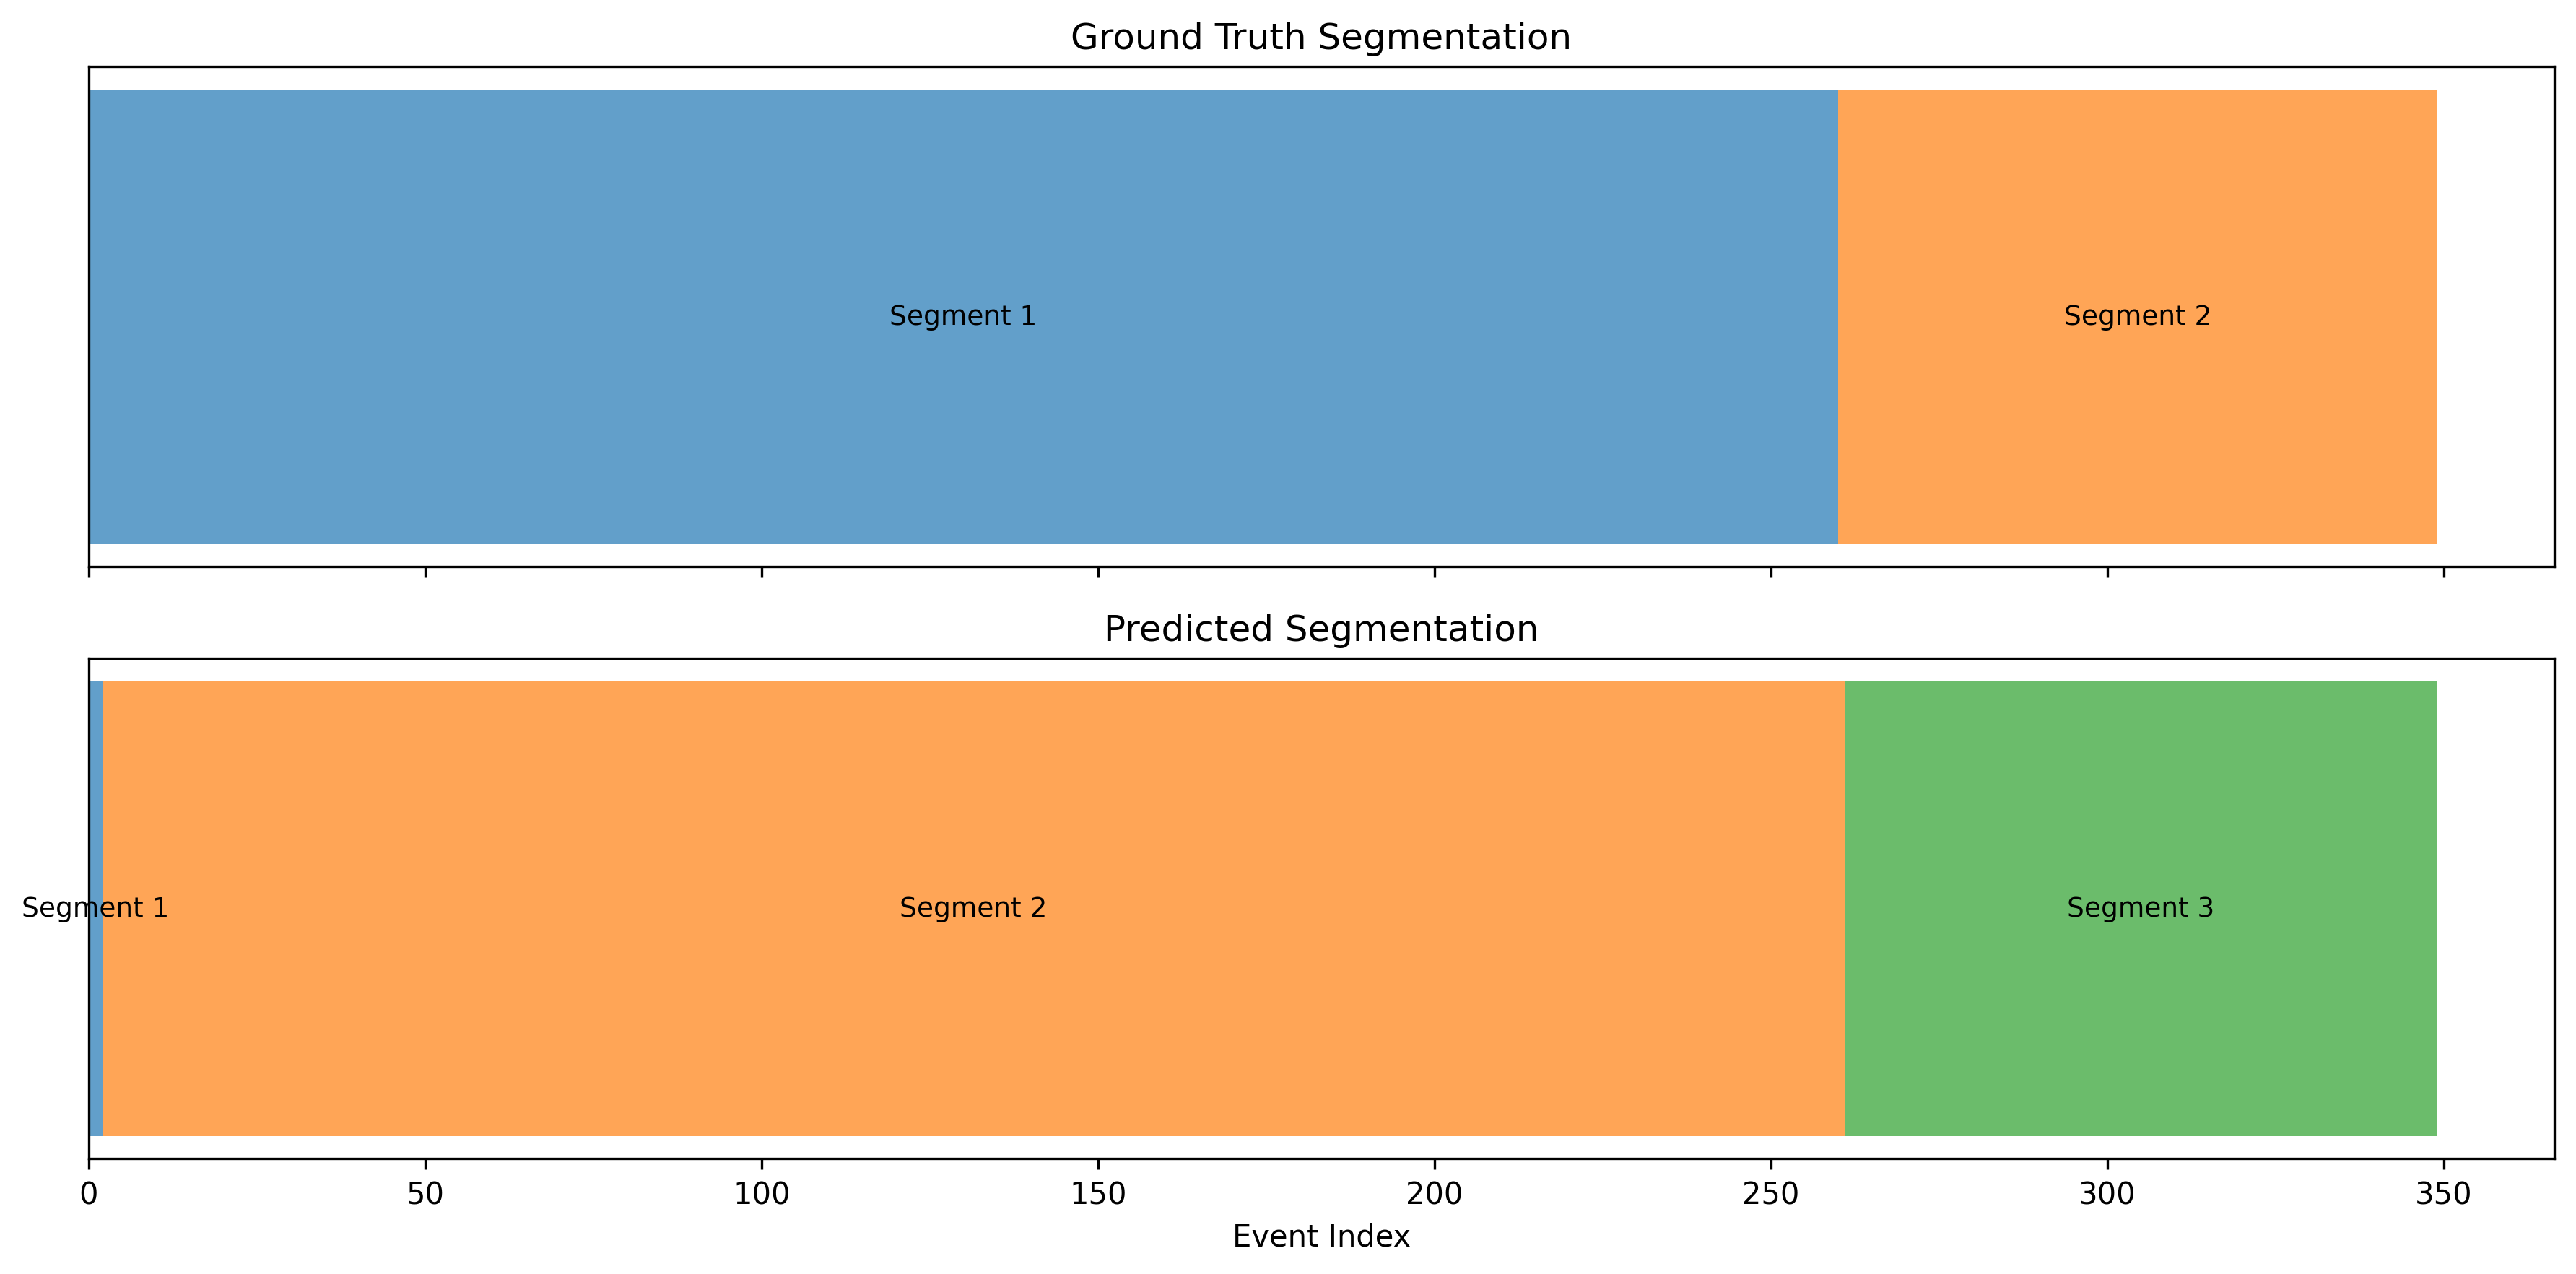 Ground Truth Segmentation
Segment 1 Segment 2
Predicted Segmentation
Segment 1 Segment 2 Segment 3
0 50 100 150 200 250 300 350
Event Index